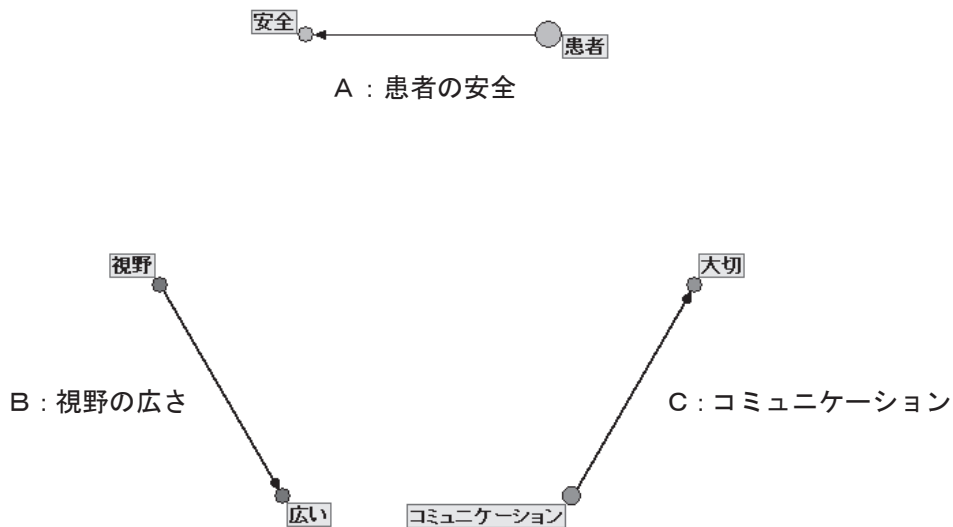 安全
患者
A：患者の安全
視野
大切
B：視野の広さ
C：コミュニケーション
広い
コミュニケーション